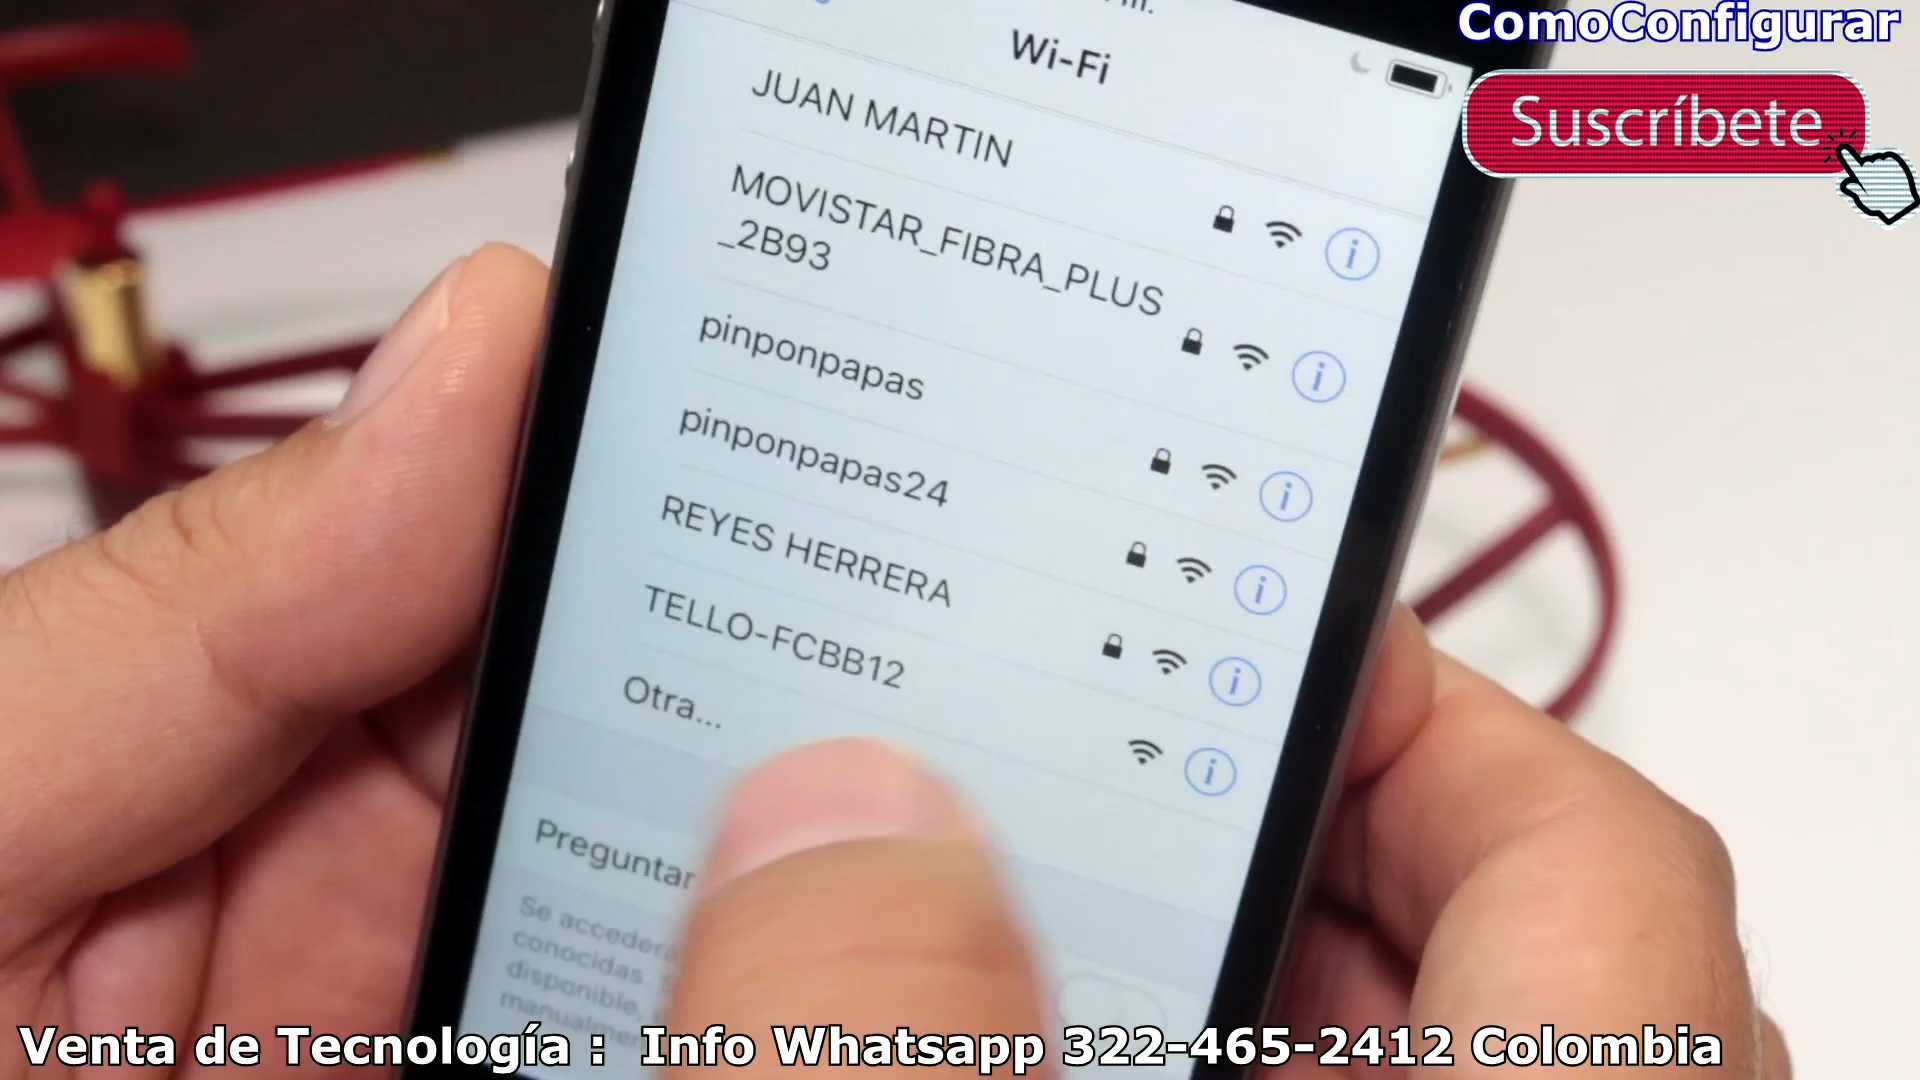 ComoConfigurar
Suscríbete
Wi-Fi
JUAN MARTIN
MOVISTAR_FIBRA_PLUS
_2B93
pinponpapas
pinponpapas24
REYES HERRERA
TELLO-FCBB12
Otra...
Preguntar
Se accederá
conocidas.
disponible,
Venta de Tecnología : Info Whatsapp 322-465-2412 Colombia